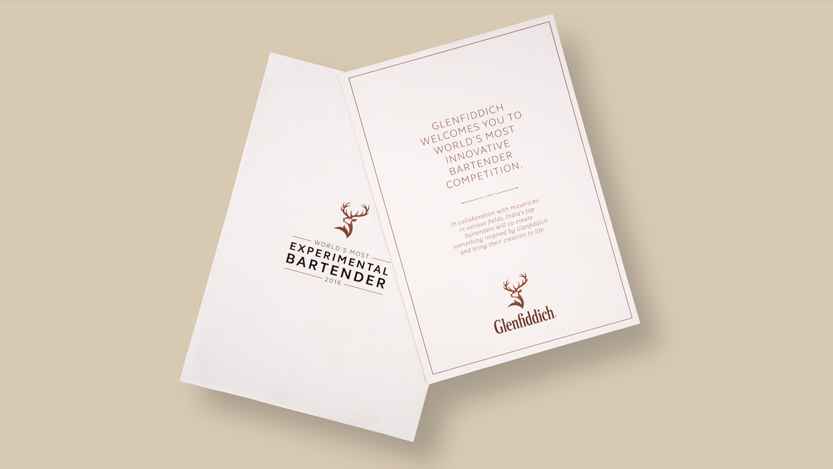 WORLD'S MOST
EXPERIMENTAL
BARTENDER
2016
GLENFIDDICH
WELCOMES YOU TO
WORLD'S MOST
INNOVATIVE
BARTENDER
COMPETITION.
In collaboration with mavericks
in various fields, India's top
bartenders will co-create
something inspired by Glenfiddich
and bring their creation to life.
Glenfiddich